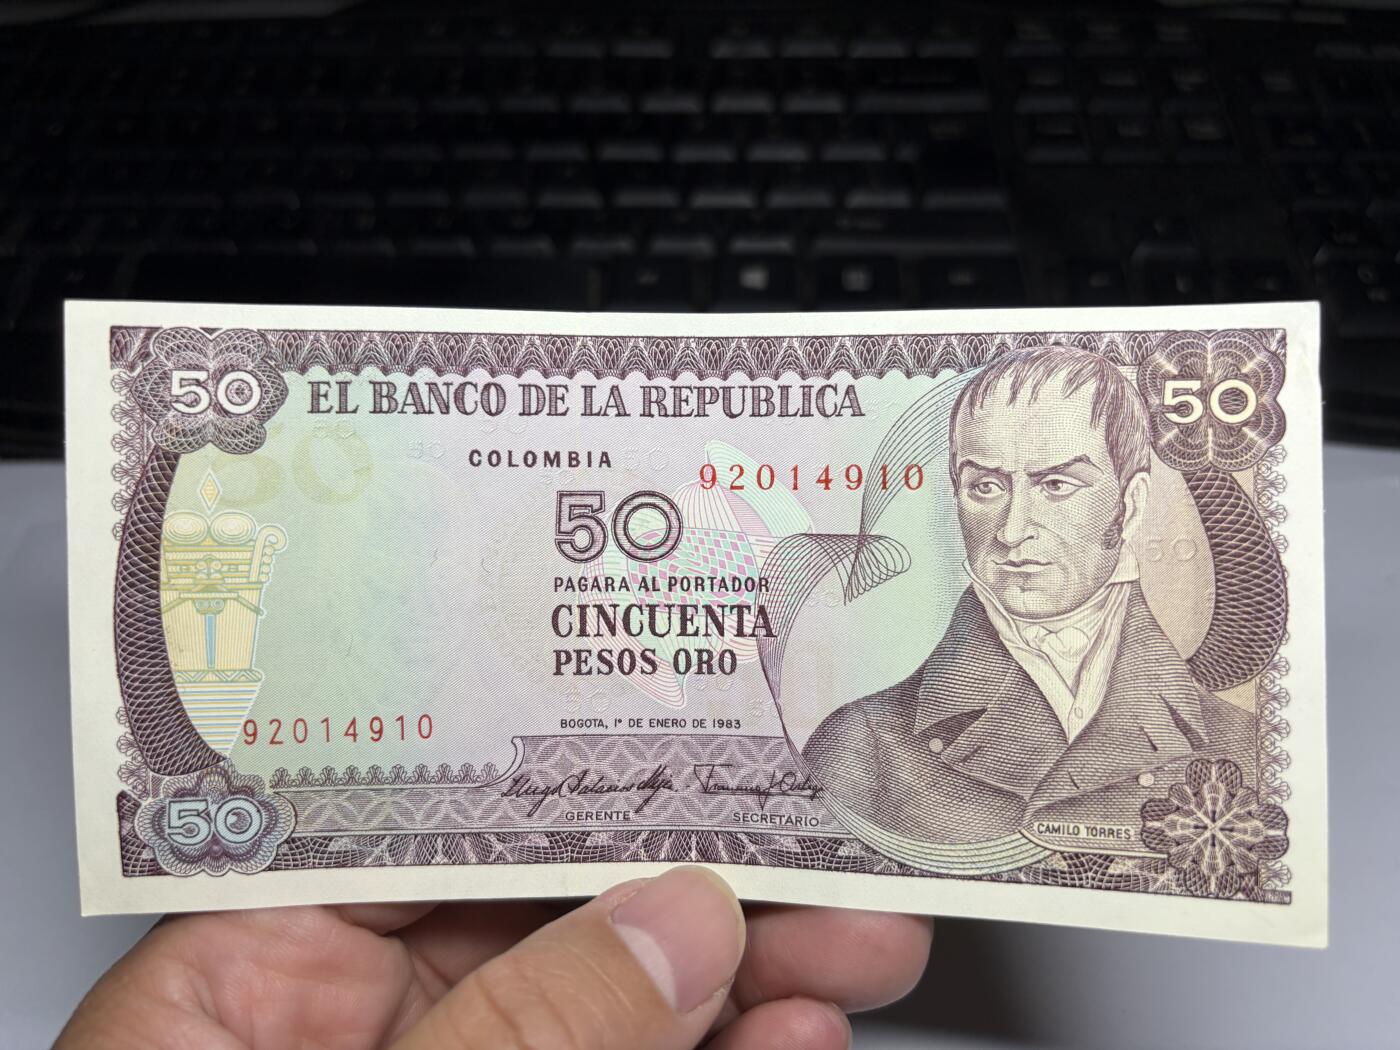 50
EL BANCO DE LA REPUBLICA
50
COLOMBIA
92014910
50
50
PAGARA AL PORTADOR
CINCUENTA
PESOS ORO
92014910
BOGOTA, 1º DE ENERO DE 1983
50
GERENTE
SECRETARIO
CAMILO TORRES